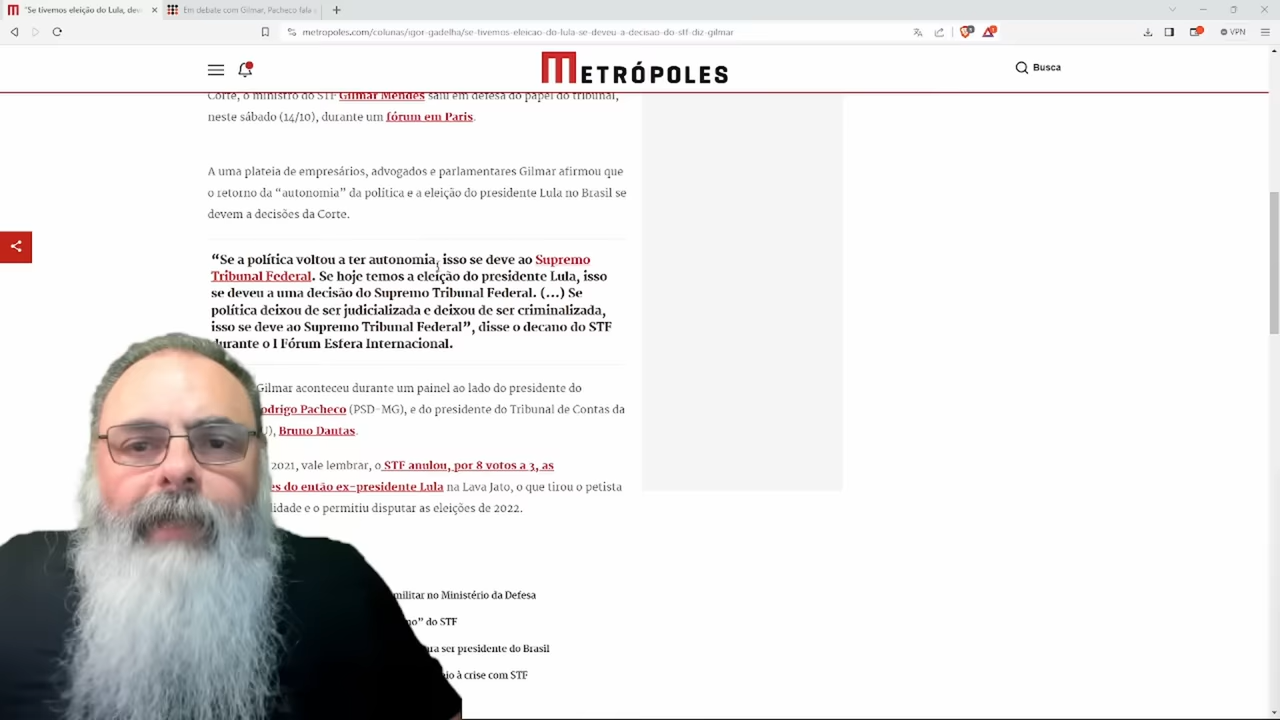 "Se tivemos eleição do Lula, dev
Em debate com Gilmar, Pacheco fala
metropoles.com/colunas/igor-gadelha/se-tivemos-eleicao-do-lula-se-deveu-a-decisao-do-stf-diz-gilmar
VPN
METRÓPOLES
Busca
Corte, o ministro do STF Gilmar Mendes saiu em defesa do papel do tribunal,
neste sábado (14/10), durante um fórum em Paris.
A uma plateia de empresários, advogados e parlamentares Gilmar afirmou que
o retorno da “autonomia” da política e a eleição do presidente Lula no Brasil se
devem a decisões da Corte.
“Se a política voltou a ter autonomia, isso se deve ao Supremo
Tribunal Federal. Se hoje temos a eleição do presidente Lula, isso
se deveu a uma decisão do Supremo Tribunal Federal. (…) Se
política deixou de ser judicializada e deixou de ser criminalizada,
isso se deve ao Supremo Tribunal Federal”, disse o decano do STF
durante o I Fórum Esfera Internacional.
Gilmar aconteceu durante um painel ao lado do presidente do
odrigo Pacheco (PSD-MG), e do presidente do Tribunal de Contas da
U), Bruno Dantas.
2021, vale lembrar, o STF anulou, por 8 votos a 3, as
es do então ex-presidente Lula na Lava Jato, o que tirou o petista
lidade e o permitiu disputar as eleições de 2022.
militar no Ministério da Defesa
no” do STF
ara ser presidente do Brasil
io à crise com STF